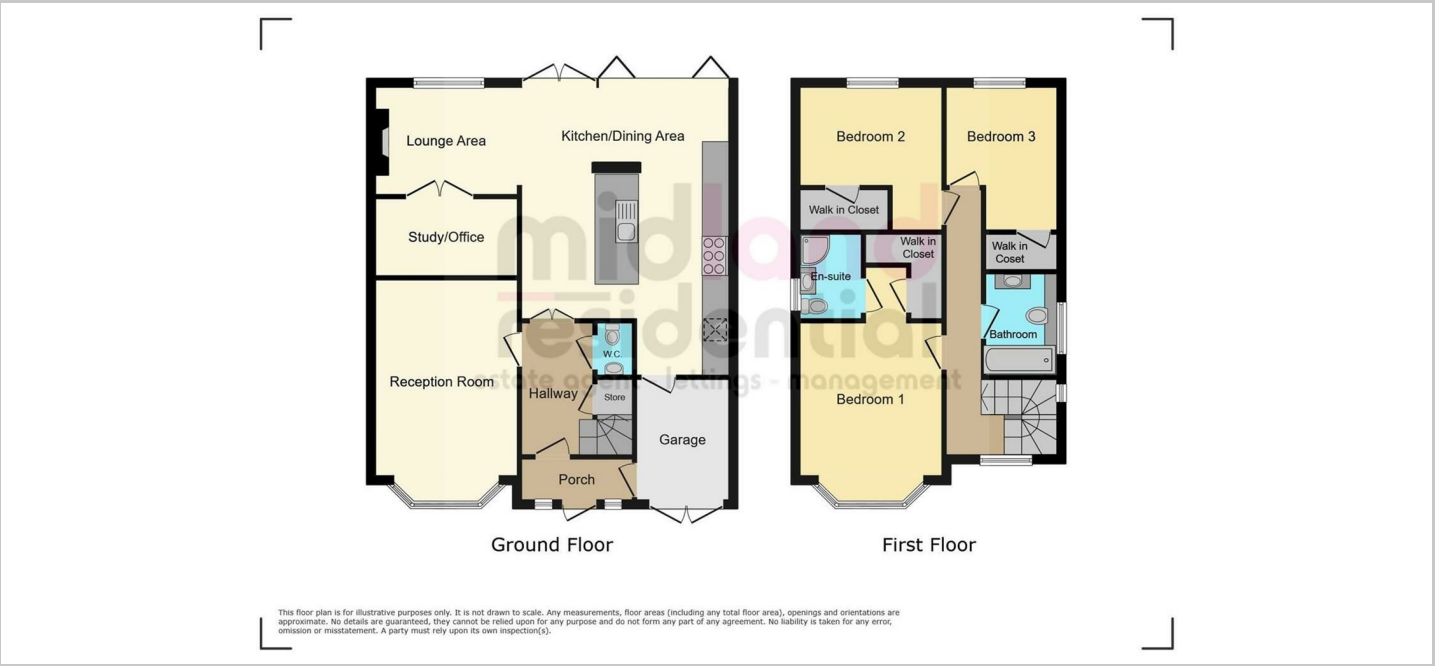 Lounge Area
Kitchen/Dining Area
Study/Office
Reception Room
Hallway
W.C.
Store
Garage
Porch
Ground Floor
Bedroom 2
Bedroom 3
Walk in Closet
Walk in
Closet
Walk in
Coset
En-suite
Bathroom
Bedroom 1
First Floor
midland
residential
estate agent - lettings - management
This floor plan is for illustrative purposes only. It is not drawn to scale. Any measurements, floor areas (including any total floor area), openings and orientations are
approximate. No details are guaranteed, they cannot be relied upon for any purpose and do not form any part of any agreement. No liability is taken for any error,
omission or misstatement. A party must rely upon its own inspection(s).